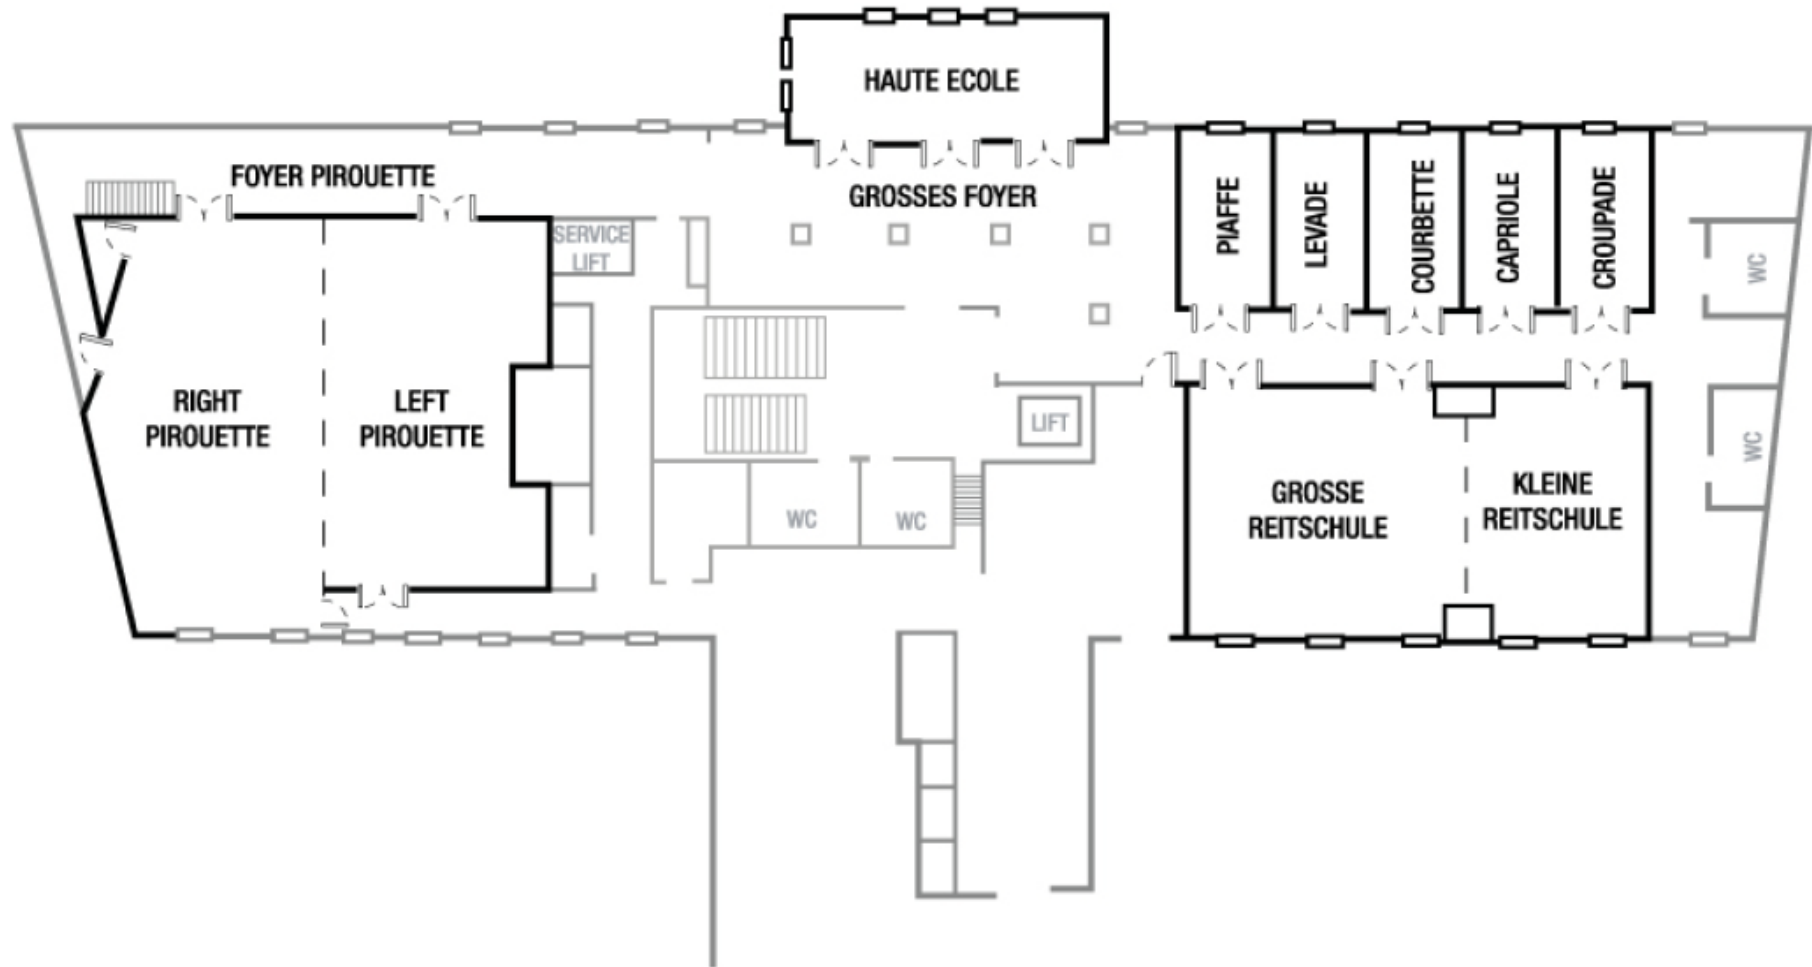 HAUTE ECOLE
FOYER PIROUETTE
GROSSES FOYER
SERVICE
LIFT
PIAFFE
LEVADE
COURBETTE
CAPRIOLE
CROUPADE
WC
RIGHT
PIROUETTE
LEFT
PIROUETTE
LIFT
WC
GROSSE
REITSCHULE
KLEINE
REITSCHULE
WC
WC